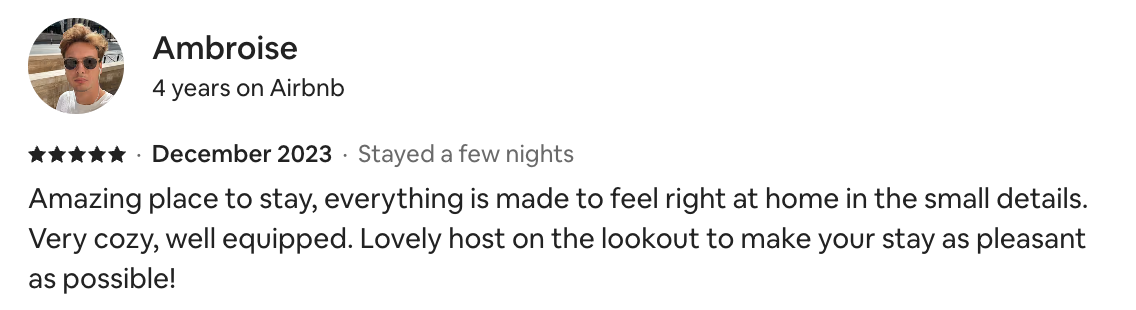 Ambroise
4 years on Airbnb
★★★★★ · December 2023 · Stayed a few nights
Amazing place to stay, everything is made to feel right at home in the small details.
Very cozy, well equipped. Lovely host on the lookout to make your stay as pleasant
as possible!